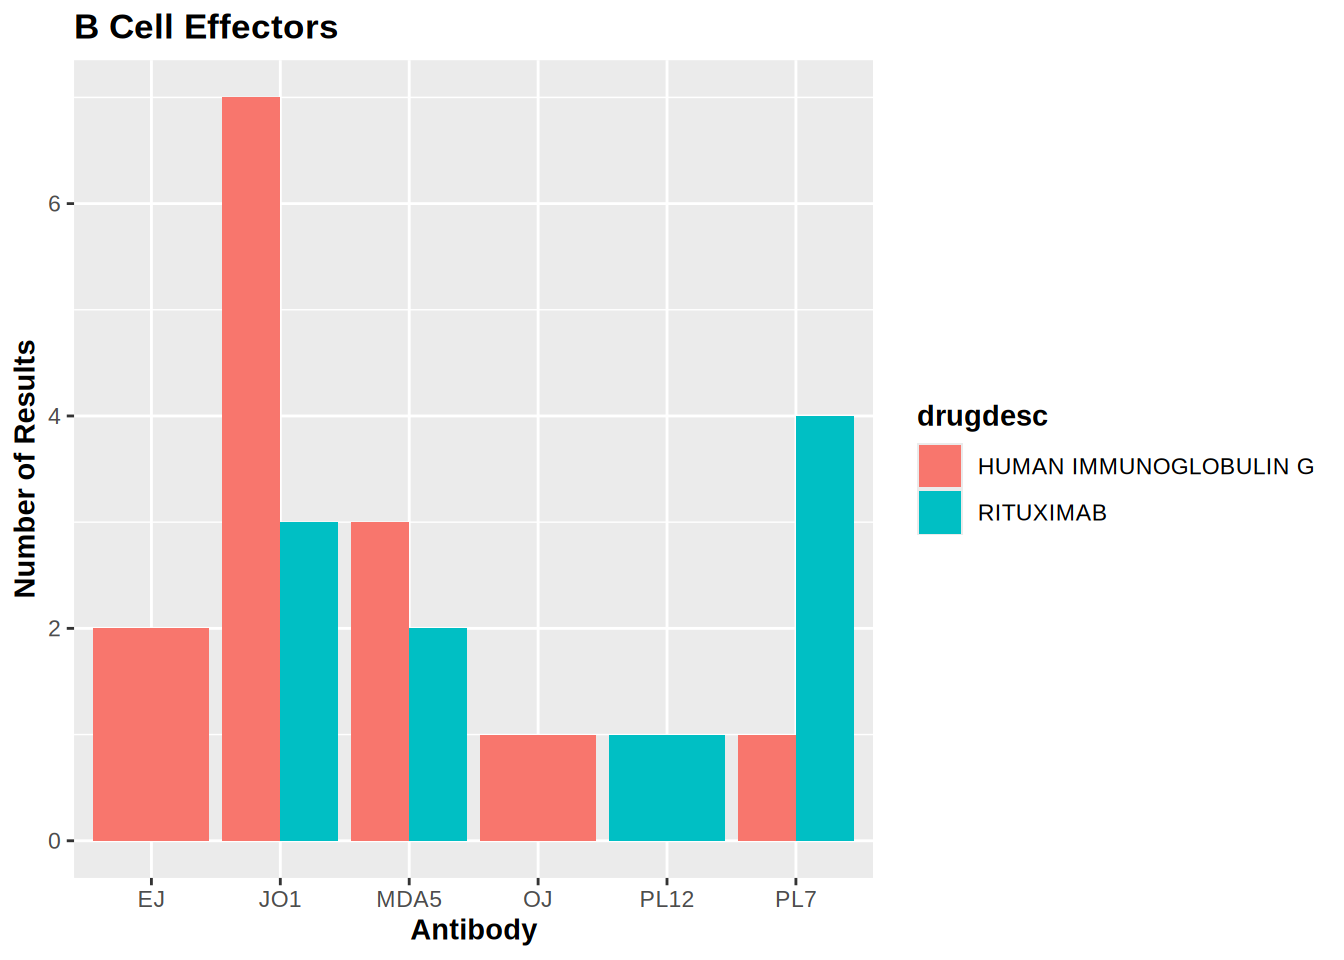 B Cell Effectors
Number of Results
6
4
2
0
EJ JO1 MDA5 OJ PL12 PL7
Antibody
drugdesc
HUMAN IMMUNOGLOBULIN G
RITUXIMAB